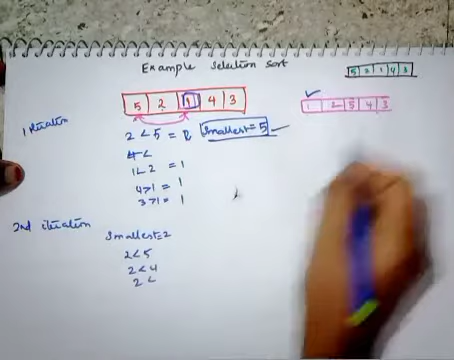 Example Selection sort
5 3 1 4 3
5 2 1 4 3
1 2 5 4 3
1 iteration
2 < 5 = 2 Smallest = 5
1 < 2 = 1
4 > 1 = 1
3 > 1 = 1
2nd iteration
Smallest = 2
2 < 5
2 < 4
2 <